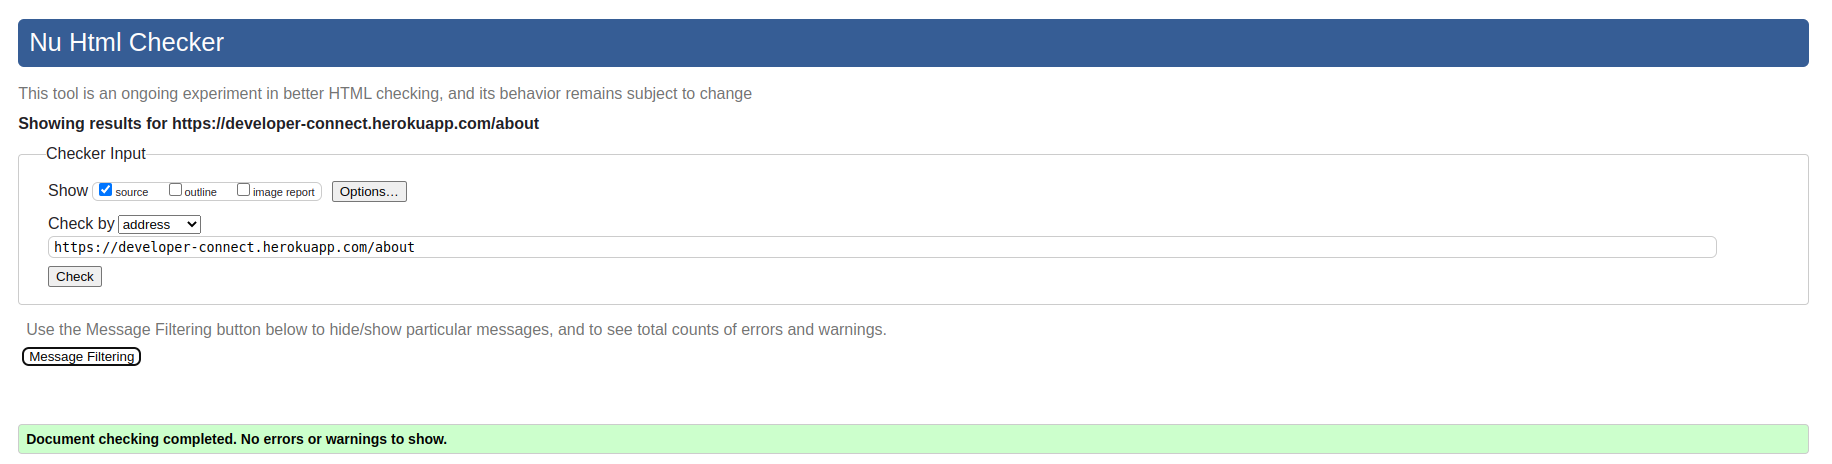 Nu Html Checker
This tool is an ongoing experiment in better HTML checking, and its behavior remains subject to change
Showing results for https://developer-connect.herokuapp.com/about
Checker Input
Show source outline image report Options...
Check by address
https://developer-connect.herokuapp.com/about
Check
Use the Message Filtering button below to hide/show particular messages, and to see total counts of errors and warnings.
Message Filtering
Document checking completed. No errors or warnings to show.